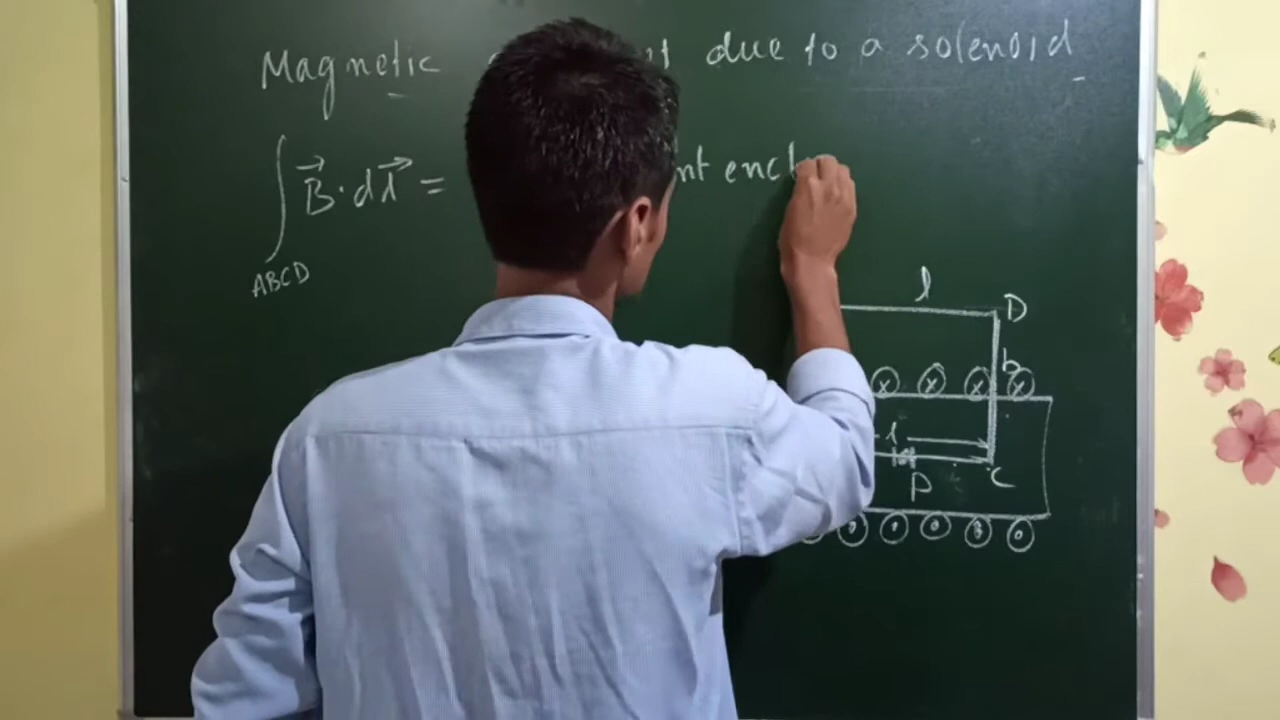 Magnetic due to a solenoid
∫ B⃗·dl⃗ = nt encl
ABCD
l D
b
x x x x
l
P C